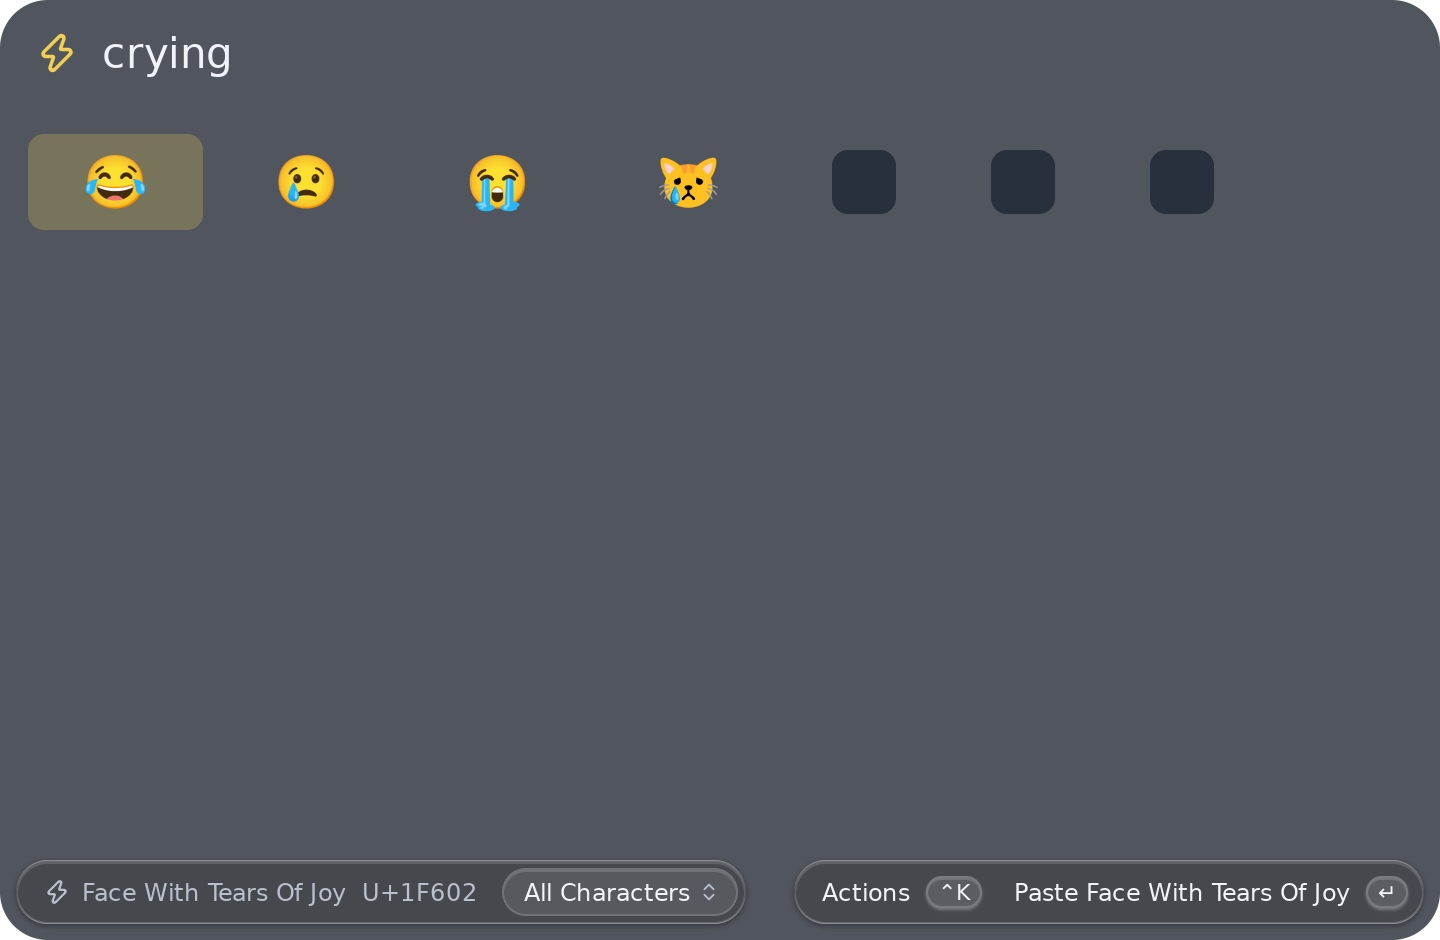 crying
Face With Tears Of Joy U+1F602 All Characters Actions ^K Paste Face With Tears Of Joy ↵